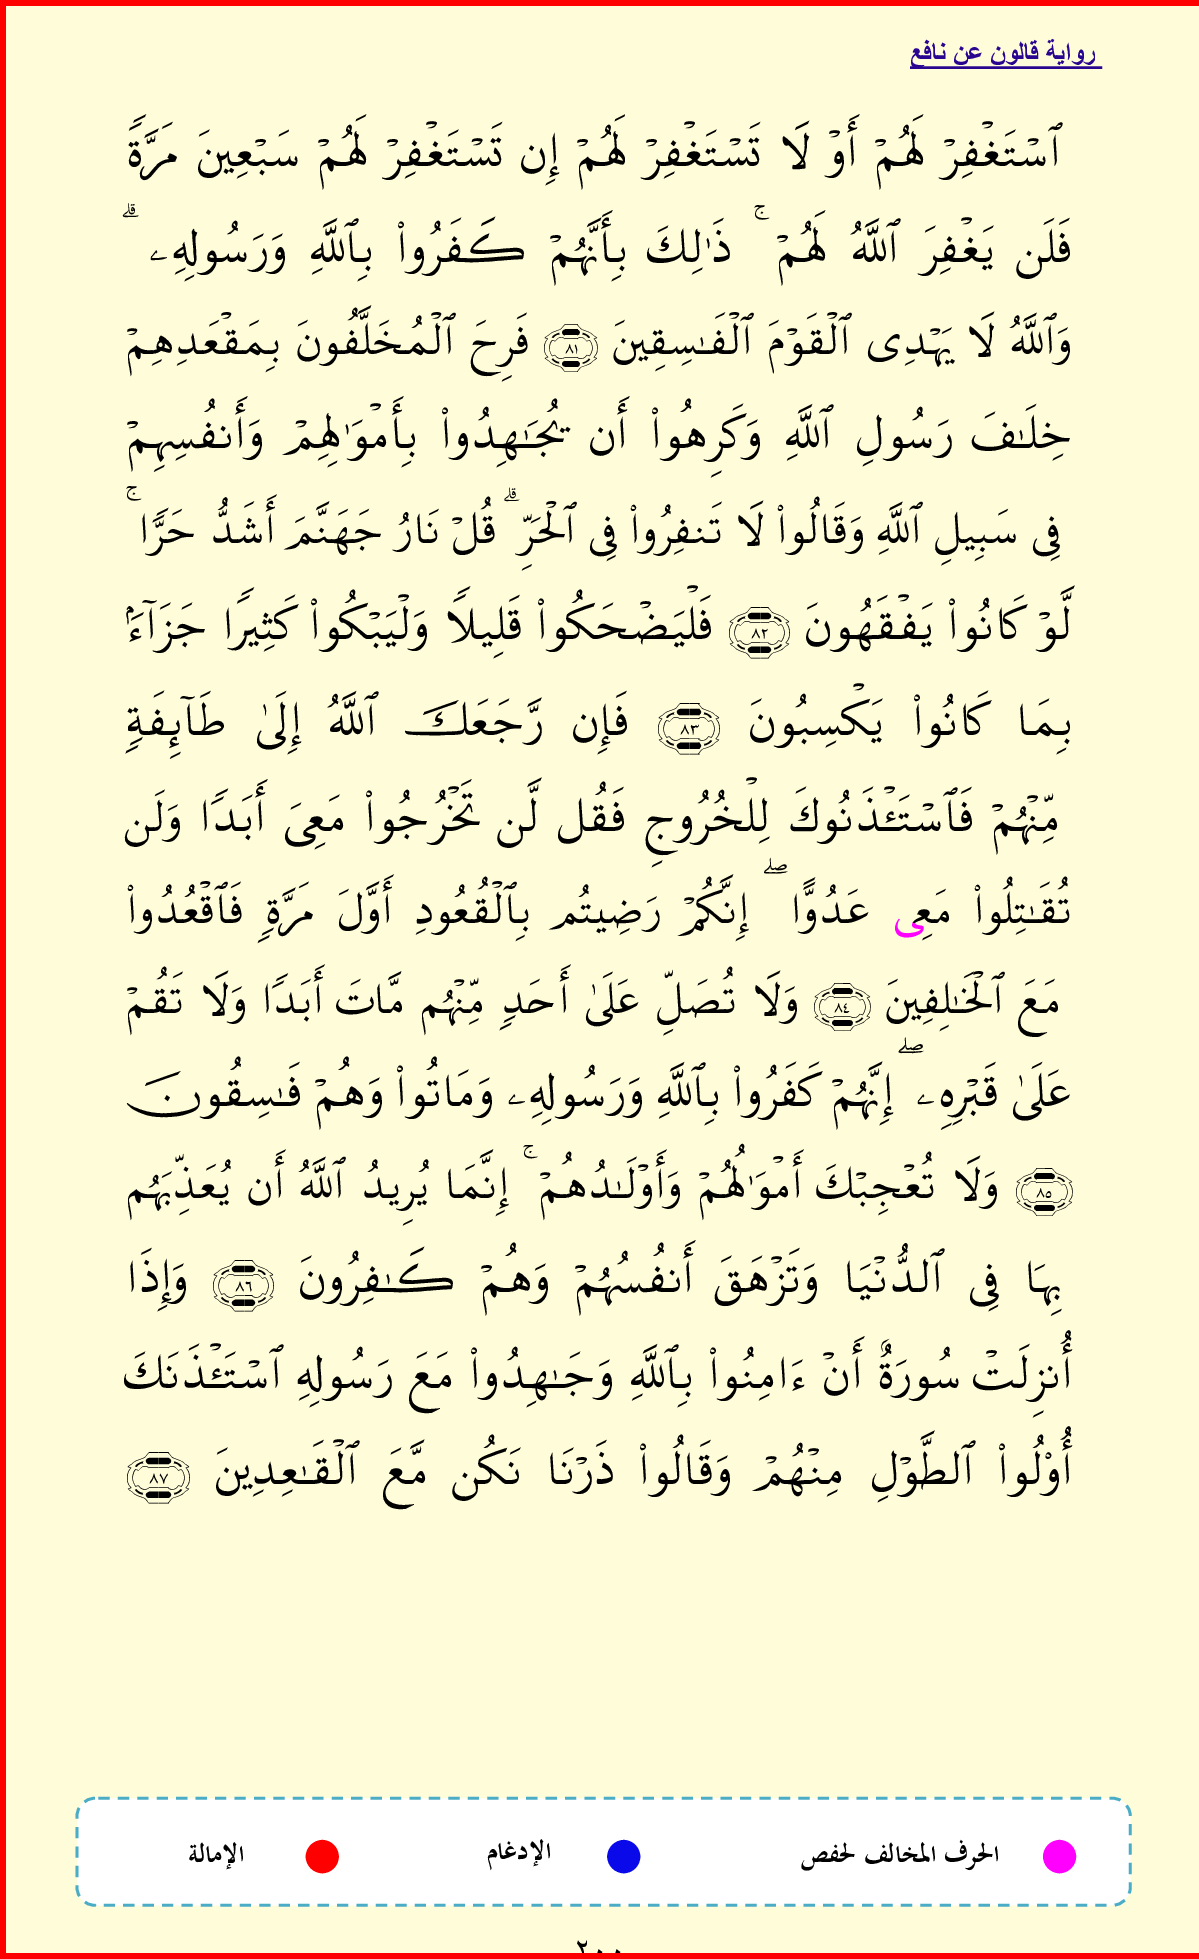 رواية قالون عن نافع
ٱسۡتَغۡفِرۡ لَهُمۡ أَوۡ لَا تَسۡتَغۡفِرۡ لَهُمۡ إِن تَسۡتَغۡفِرۡ لَهُمۡ سَبۡعِينَ مَرَّةٗ
فَلَن يَغۡفِرَ ٱللَّهُ لَهُمۡۚ ذَٰلِكَ بِأَنَّهُمۡ كَفَرُواْ بِٱللَّهِ وَرَسُولِهِۦۗ
وَٱللَّهُ لَا يَهۡدِى ٱلۡقَوۡمَ ٱلۡفَـٰسِقِينَ ٨١ فَرِحَ ٱلۡمُخَلَّفُونَ بِمَقۡعَدِهِمۡ
خِلَـٰفَ رَسُولِ ٱللَّهِ وَكَرِهُواْ أَن يُجَـٰهِدُواْ بِأَمۡوَٰلِهِمۡ وَأَنفُسِهِمۡ
فِى سَبِيلِ ٱللَّهِ وَقَالُواْ لَا تَنفِرُواْ فِى ٱلۡحَرِّۗ قُلۡ نَارُ جَهَنَّمَ أَشَدُّ حَرّٗاۚ
لَّوۡ كَانُواْ يَفۡقَهُونَ ٨٢ فَلۡيَضۡحَكُواْ قَلِيلٗا وَلۡيَبۡكُواْ كَثِيرٗا جَزَآءَۢ
بِمَا كَانُواْ يَكۡسِبُونَ ٨٣ فَإِن رَّجَعَكَ ٱللَّهُ إِلَىٰ طَآئِفَةٖ
مِّنۡهُمۡ فَٱسۡتَـٔۡذَنُوكَ لِلۡخُرُوجِ فَقُل لَّن تَخۡرُجُواْ مَعِىَ أَبَدٗا وَلَن
تُقَـٰتِلُواْ مَعِى عَدُوًّاۖ إِنَّكُمۡ رَضِيتُم بِٱلۡقُعُودِ أَوَّلَ مَرَّةٖ فَٱقۡعُدُواْ
مَعَ ٱلۡخَـٰلِفِينَ ٨٤ وَلَا تُصَلِّ عَلَىٰ أَحَدٖ مِّنۡهُم مَّاتَ أَبَدٗا وَلَا تَقُمۡ
عَلَىٰ قَبۡرِهِۦۖ إِنَّهُمۡ كَفَرُواْ بِٱللَّهِ وَرَسُولِهِۦ وَمَاتُواْ وَهُمۡ فَـٰسِقُونَ
٨٥ وَلَا تُعۡجِبۡكَ أَمۡوَٰلُهُمۡ وَأَوۡلَـٰدُهُمۡۚ إِنَّمَا يُرِيدُ ٱللَّهُ أَن يُعَذِّبَهُم
بِهَا فِى ٱلدُّنۡيَا وَتَزۡهَقَ أَنفُسُهُمۡ وَهُمۡ كَـٰفِرُونَ ٨٦ وَإِذَا
أُنزِلَتۡ سُورَةٌ أَنۡ ءَامِنُواْ بِٱللَّهِ وَجَـٰهِدُواْ مَعَ رَسُولِهِ ٱسۡتَـٔۡذَنَكَ
أُوْلُواْ ٱلطَّوۡلِ مِنۡهُمۡ وَقَالُواْ ذَرۡنَا نَكُن مَّعَ ٱلۡقَـٰعِدِينَ ٨٧
الحرف المخالف لحفص الإدغام الإمالة
٢٠٠